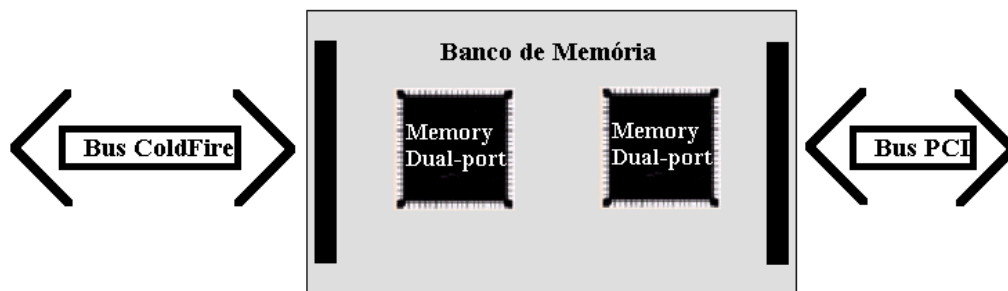 Banco de Memória
Bus ColdFire
Memory
Dual-port
Memory
Dual-port
Bus PCI